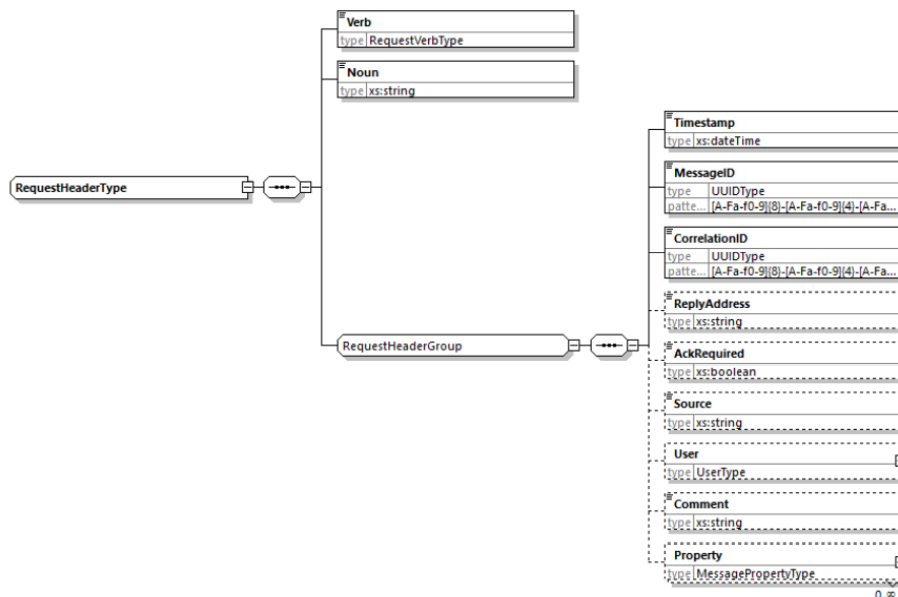 Verb
type RequestVerbType
Noun
type xs:string
RequestHeaderType
RequestHeaderGroup
Timestamp
type xs:dateTime
MessageID
type UUIDType
patte... [A-Fa-f0-9]{8}-[A-Fa-f0-9]{4}-[A-Fa...
CorrelationID
type UUIDType
patte... [A-Fa-f0-9]{8}-[A-Fa-f0-9]{4}-[A-Fa...
ReplyAddress
type xs:string
AckRequired
type xs:boolean
Source
type xs:string
User
type UserType
Comment
type xs:string
Property
type MessagePropertyType
0..∞